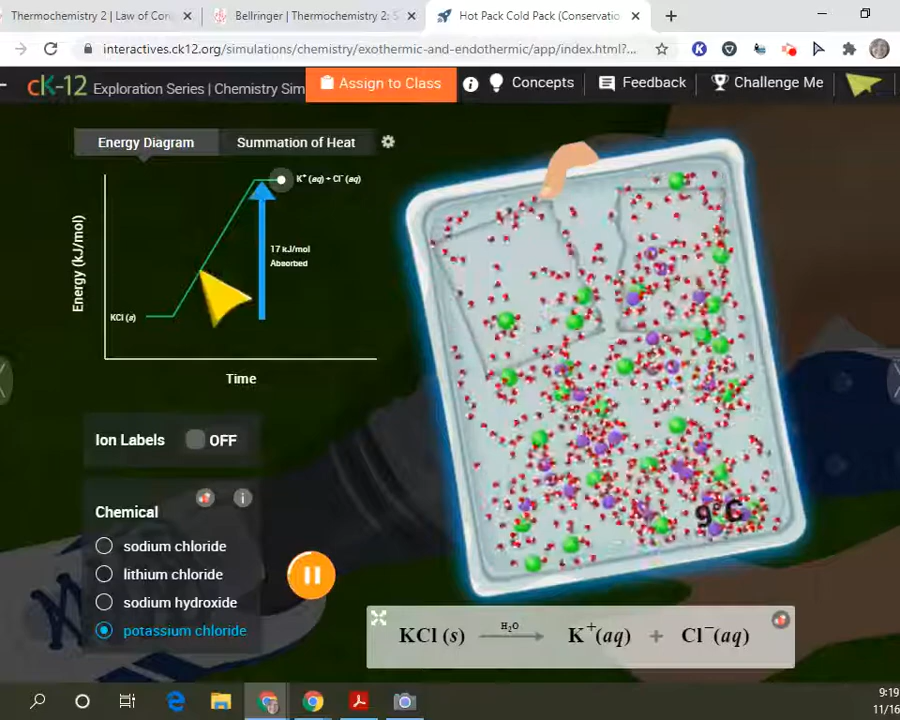 Thermochemistry 2 | Law of Con
Bellringer | Thermochemistry 2: S
Hot Pack Cold Pack (Conservatio
interactives.ck12.org/simulations/chemistry/exothermic-and-endothermic/app/index.html?...
cK-12 Exploration Series | Chemistry Sim
Assign to Class
Concepts
Feedback
Challenge Me
Energy Diagram
Summation of Heat
K⁺ (aq) + Cl⁻ (aq)
17 kJ/mol
Absorbed
Energy (kJ/mol)
KCl (s)
Time
Ion Labels
OFF
Chemical
sodium chloride
lithium chloride
sodium hydroxide
potassium chloride
9°C
KCl (s) —H₂O→ K⁺(aq) + Cl⁻(aq)
9:19
11/16